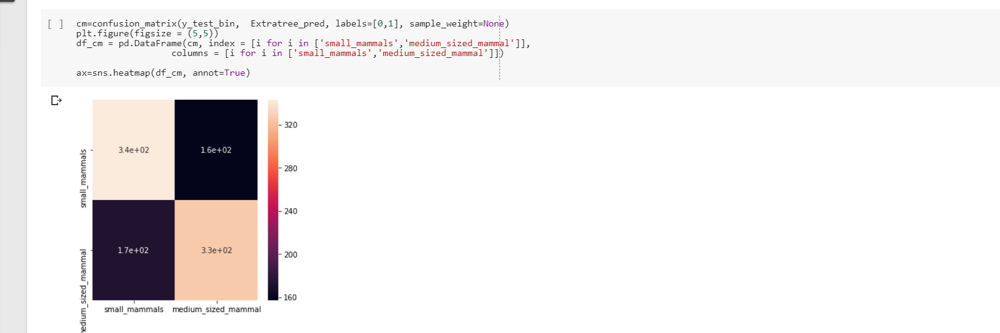 [ ] cm=confusion_matrix(y_test_bin,  Extratree_pred, labels=[0,1], sample_weight=None)
plt.figure(figsize = (5,5))
df_cm = pd.DataFrame(cm, index = [i for i in ['small_mammals','medium_sized_mammal']],
                  columns = [i for i in ['small_mammals','medium_sized_mammal']])
ax=sns.heatmap(df_cm, annot=True)
3.4e+02 1.6e+02
1.7e+02 3.3e+02
small_mammals
edium_sized_mammal
small_mammals medium_sized_mammal
320
280
240
200
160